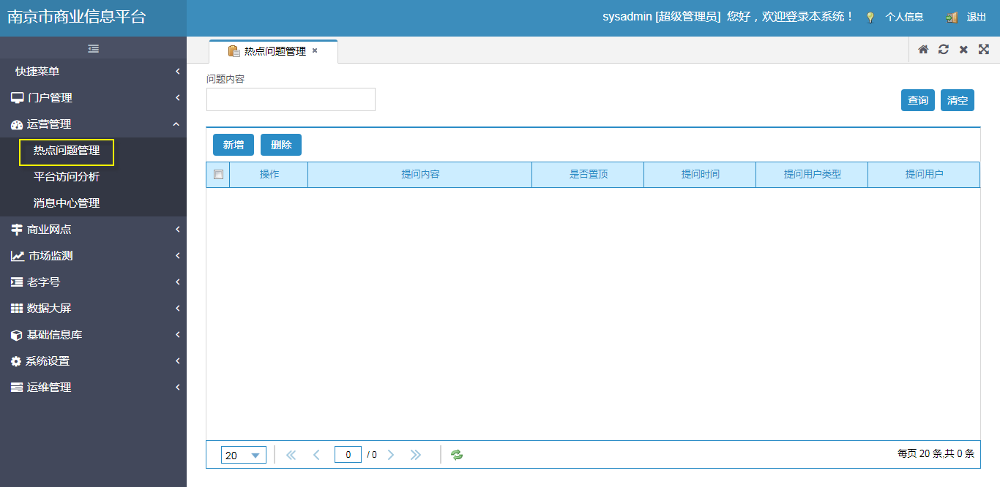 南京市商业信息平台
sysadmin [超级管理员] 您好，欢迎登录本系统！ 个人信息 退出
快捷菜单
门户管理
运营管理
热点问题管理
平台访问分析
消息中心管理
商业网点
市场监测
老字号
数据大屏
基础信息库
系统设置
运维管理
热点问题管理
问题内容
查询 清空
新增 删除
操作 提问内容 是否置顶 提问时间 提问用户类型 提问用户
20 0 / 0 每页 20 条,共 0 条